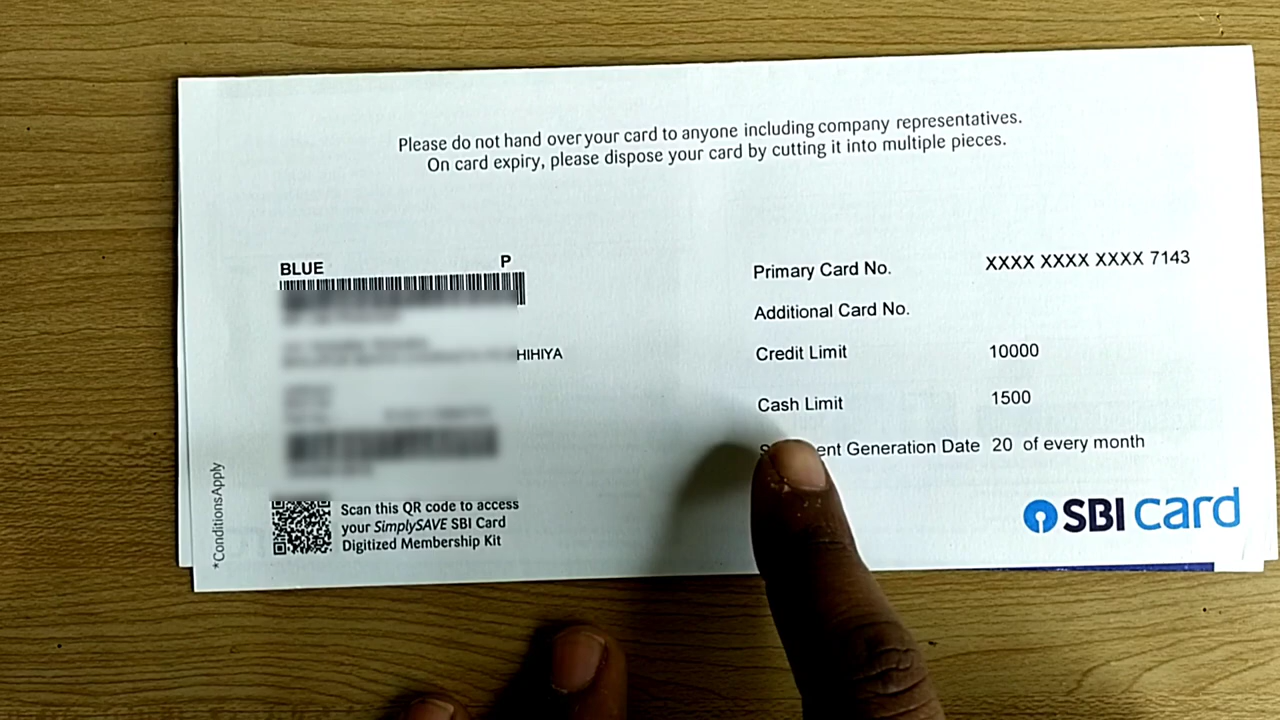 Please do not hand over your card to anyone including company representatives.
On card expiry, please dispose your card by cutting it into multiple pieces.
BLUE P
HIHIYA
Primary Card No. XXXX XXXX XXXX 7143
Additional Card No.
Credit Limit 10000
Cash Limit 1500
Generation Date 20 of every month
*Conditions Apply
Scan this QR code to access
your SimplySAVE SBI Card
Digitized Membership Kit
SBI card